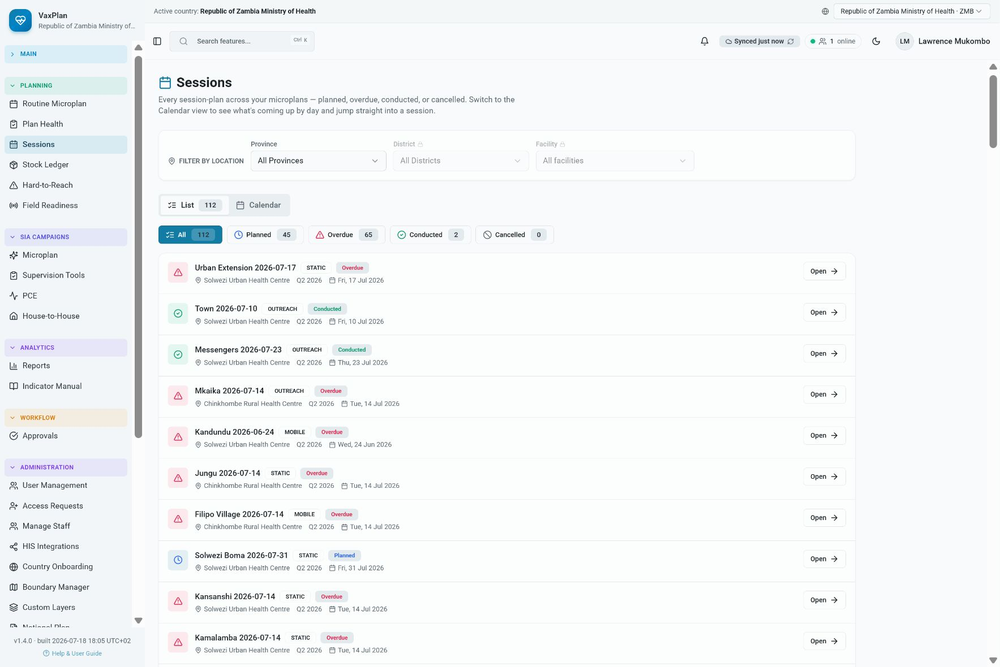 VaxPlan
Republic of Zambia Ministry of...
MAIN
PLANNING
Routine Microplan
Plan Health
Sessions
Stock Ledger
Hard-to-Reach
Field Readiness
SIA CAMPAIGNS
Microplan
Supervision Tools
PCE
House-to-House
ANALYTICS
Reports
Indicator Manual
WORKFLOW
Approvals
ADMINISTRATION
User Management
Access Requests
Manage Staff
HIS Integrations
Country Onboarding
Boundary Manager
Custom Layers
National Plan
v1.4.0 · built 2026-07-18 18:05 UTC+02
Help & User Guide
Active country: Republic of Zambia Ministry of Health
Republic of Zambia Ministry of Health · ZMB
Search features... Ctrl K
Synced just now
1 online
LM Lawrence Mukombo
Sessions
Every session-plan across your microplans — planned, overdue, conducted, or cancelled. Switch to the
Calendar view to see what's coming up by day and jump straight into a session.
FILTER BY LOCATION
Province
All Provinces
District
All Districts
Facility
All facilities
List 112 Calendar
All 112 Planned 45 Overdue 65 Conducted 2 Cancelled 0
Urban Extension 2026-07-17 STATIC Overdue
Solwezi Urban Health Centre Q2 2026 Fri, 17 Jul 2026
Open
Town 2026-07-10 OUTREACH Conducted
Solwezi Urban Health Centre Q2 2026 Fri, 10 Jul 2026
Open
Messengers 2026-07-23 OUTREACH Conducted
Solwezi Urban Health Centre Q2 2026 Thu, 23 Jul 2026
Open
Mkaika 2026-07-14 OUTREACH Overdue
Chinkhombe Rural Health Centre Q2 2026 Tue, 14 Jul 2026
Open
Kandundu 2026-06-24 MOBILE Overdue
Solwezi Urban Health Centre Q2 2026 Wed, 24 Jun 2026
Open
Jungu 2026-07-14 STATIC Overdue
Chinkhombe Rural Health Centre Q2 2026 Tue, 14 Jul 2026
Open
Filipo Village 2026-07-14 MOBILE Overdue
Chinkhombe Rural Health Centre Q2 2026 Tue, 14 Jul 2026
Open
Solwezi Boma 2026-07-31 STATIC Planned
Solwezi Urban Health Centre Q2 2026 Fri, 31 Jul 2026
Open
Kansanshi 2026-07-14 STATIC Overdue
Solwezi Urban Health Centre Q2 2026 Tue, 14 Jul 2026
Open
Kamalamba 2026-07-14 STATIC Overdue
Solwezi Urban Health Centre Q2 2026 Tue, 14 Jul 2026
Open